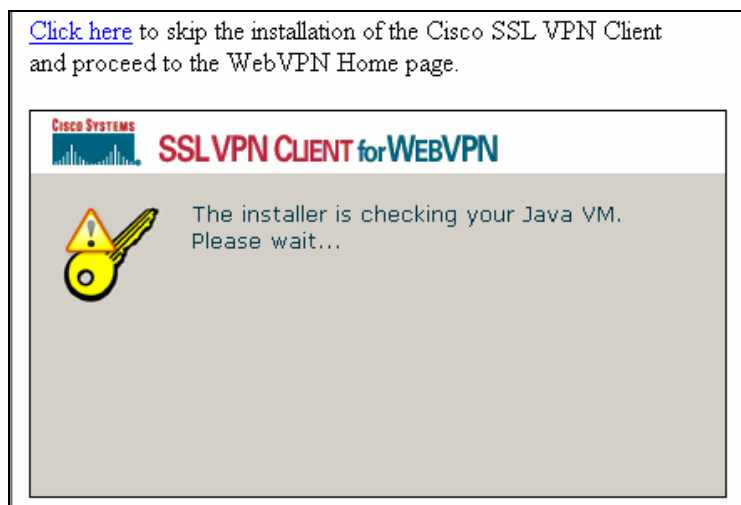 Click here to skip the installation of the Cisco SSL VPN Client
and proceed to the WebVPN Home page.
CISCO SYSTEMS
SSL VPN CLIENT for WEBVPN
The installer is checking your Java VM.
Please wait...